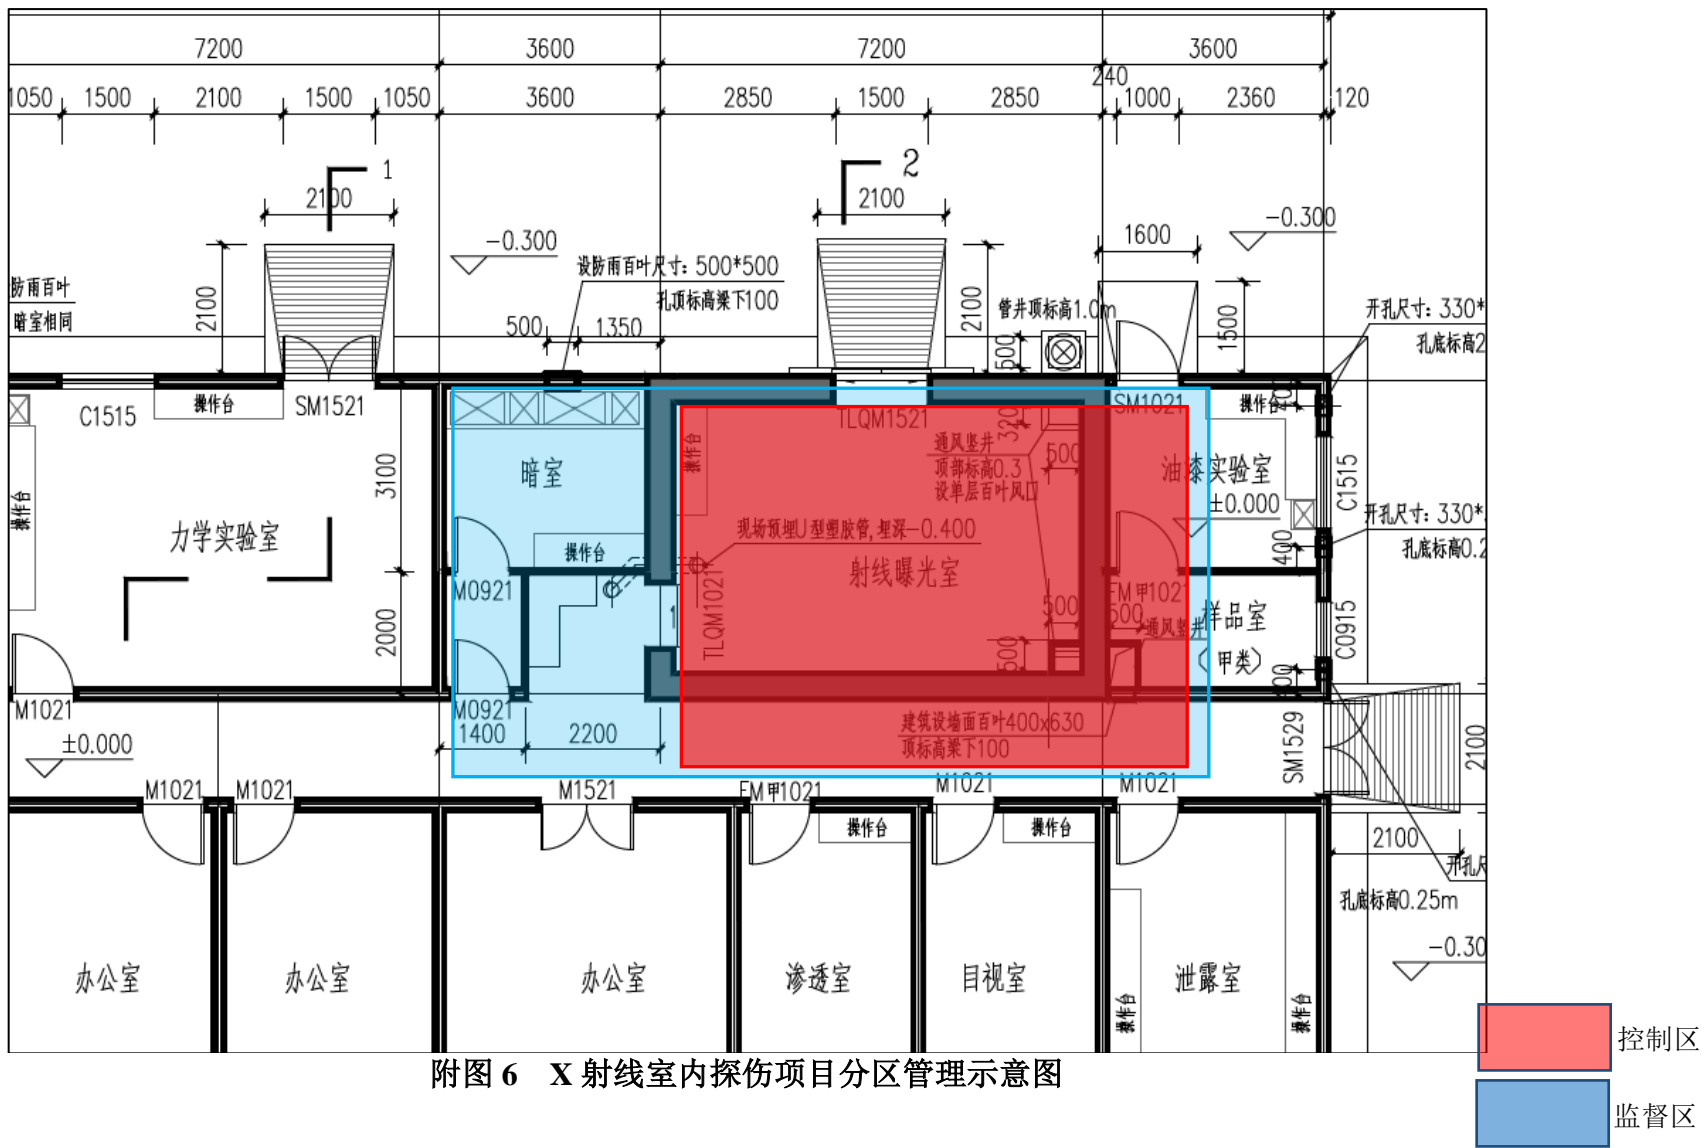 7200 3600 7200 3600
240
1050 1500 2100 1500 1050 3600 2850 1500 2850 1000 2360 120
1 2
2100 2100
-0.300 -0.300
1600
设防雨百叶尺寸：500*500
孔顶标高梁下100
防雨百叶
暗室相同
2100 2100
管井顶标高1.0m
1500
开孔尺寸：330*
孔底标高2
500 1350 500
操作台 C1515 SM1521
TLQM1521 SM1021 操作台
320
通风竖井
顶部标高0.3
设单层百叶风口
500
操作台
暗室
3100
油漆实验室
±0.000
C1515
操作台
力学实验室
现场预埋U型塑胶管，埋深-0.400
开孔尺寸：330*
孔底标高0.2
操作台
射线曝光室
400
M0921
TLQM1021
1
FM甲1021
500 500
样品室
（甲类）
通风竖井
C0915
2000
500
M1021 M0921
1400 2200
建筑设墙面百叶400x630
顶标高梁下100
±0.000
SM1529
2100
M1021 M1021 M1521 FM甲1021 M1021 M1021
操作台 操作台
2100
孔底标高0.25m
-0.30
办公室 办公室 办公室 渗透室 目视室 泄露室
操作台 操作台
控制区
附图 6 X 射线室内探伤项目分区管理示意图
监督区